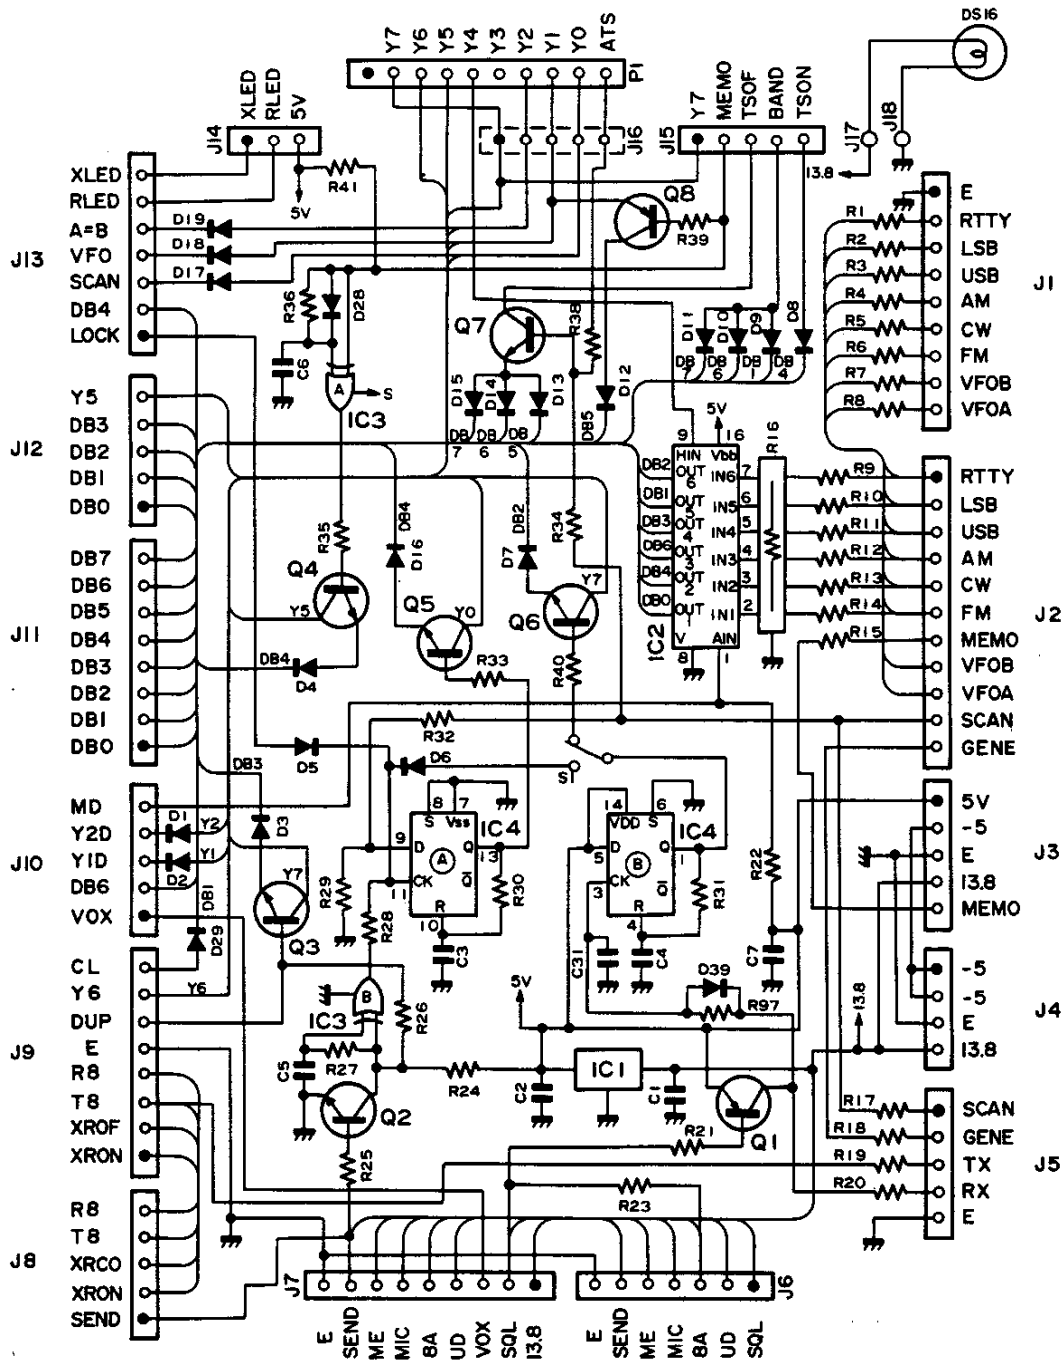 DS16
Y7 Y6 Y5 Y4 Y3 Y2 Y1 Y0 ATS
P1
XLED RLED 5V
J14
J16
Y7 MEMO TSOF BAND TSON
J15
J17 J18
13.8
R41
5V
Q8
R39
J13
XLED
RLED
A=B
VFO
SCAN
DB4
LOCK
D19
D18
D17
R36
D28
C6
A
S
IC3
Q7
R38
D15 D14 D13 D12
DB7 DB6 DB5 DB5
D11 D10 D9 D8
DB7 DB6 DB1 DB4
R1
R2
R3
R4
R5
R6
R7
R8
E
RTTY
LSB
USB
AM
CW
FM
VFOB
VFOA
J1
J12
Y5
DB3
DB2
DB1
DB0
5V
9 16
R16
HIN Vbb
OUT 6 IN6 7
OUT 5 IN5 6
OUT 4 IN4 5
OUT 3 IN3 4
OUT 2 IN2 3
OUT 1 IN1 2
V AIN
8 1
IC2
DB2
DB1
DB3
DB6
DB4
DB0
R9
R10
R11
R12
R13
R14
R15
RTTY
LSB
USB
AM
CW
FM
MEMO
VFOB
VFOA
SCAN
GENE
J2
J11
DB7
DB6
DB5
DB4
DB3
DB2
DB1
DB0
R35
Q4
Y5
DB4
D4
DB4
D16
Q5
Y0
R33
DB2
D7
R34
Y7
Q6
R40
R32
D5
D6
S1
DB3
D3
J10
MD
Y2D
Y1D
DB6
VOX
D1
Y2
D2
Y1
DB1
D29
Y7
Q3
R29
R28
8 7
S Vss
IC4
9 D
A
Q 13
11 CK
Q1
R
10
R30
C3
14 6
VDD S
IC4
5 D
B
Q 1
3 CK
Q1
R
4
R31
C31
C4
R22
C7
5V
-5
E
13.8
MEMO
J3
D39
R97
5V
13.8
-5
-5
E
13.8
J4
J9
CL
Y6
DUP
E
R8
T8
XROF
XRON
Y6
B
IC3
R26
C5
R27
R24
Q2
R25
C2
IC1
C1
R21
Q1
R23
R17
R18
R19
R20
SCAN
GENE
TX
RX
E
J5
J8
R8
T8
XRCO
XRON
SEND
J7
E SEND ME MIC 8A UD VOX SQL 13.8
J6
E SEND ME MIC 8A UD SQL